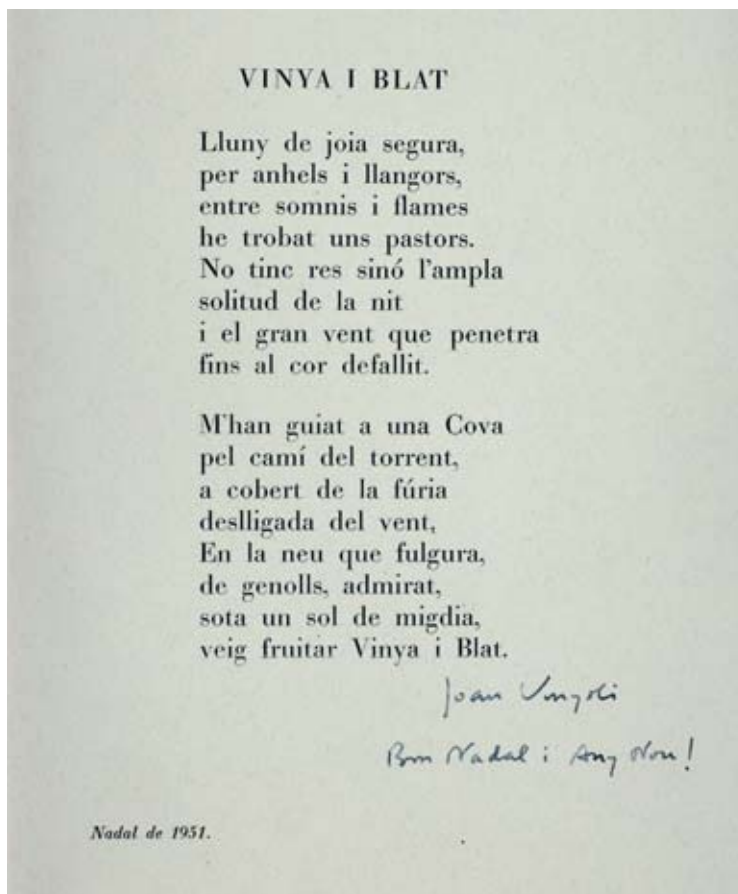 VINYA I BLAT
Lluny de joia segura,
per anhels i llangors,
entre somnis i flames
he trobat uns pastors.
No tinc res sinó l'ampla
solitud de la nit
i el gran vent que penetra
fins al cor defallit.
M'han guiat a una Cova
pel camí del torrent,
a cobert de la fúria
deslligada del vent,
En la neu que fulgura,
de genolls, admirat,
sota un sol de migdia,
veig fruitar Vinya i Blat.
Joan Vinyoli
Bon Nadal i Any Nou!
Nadal de 1951.